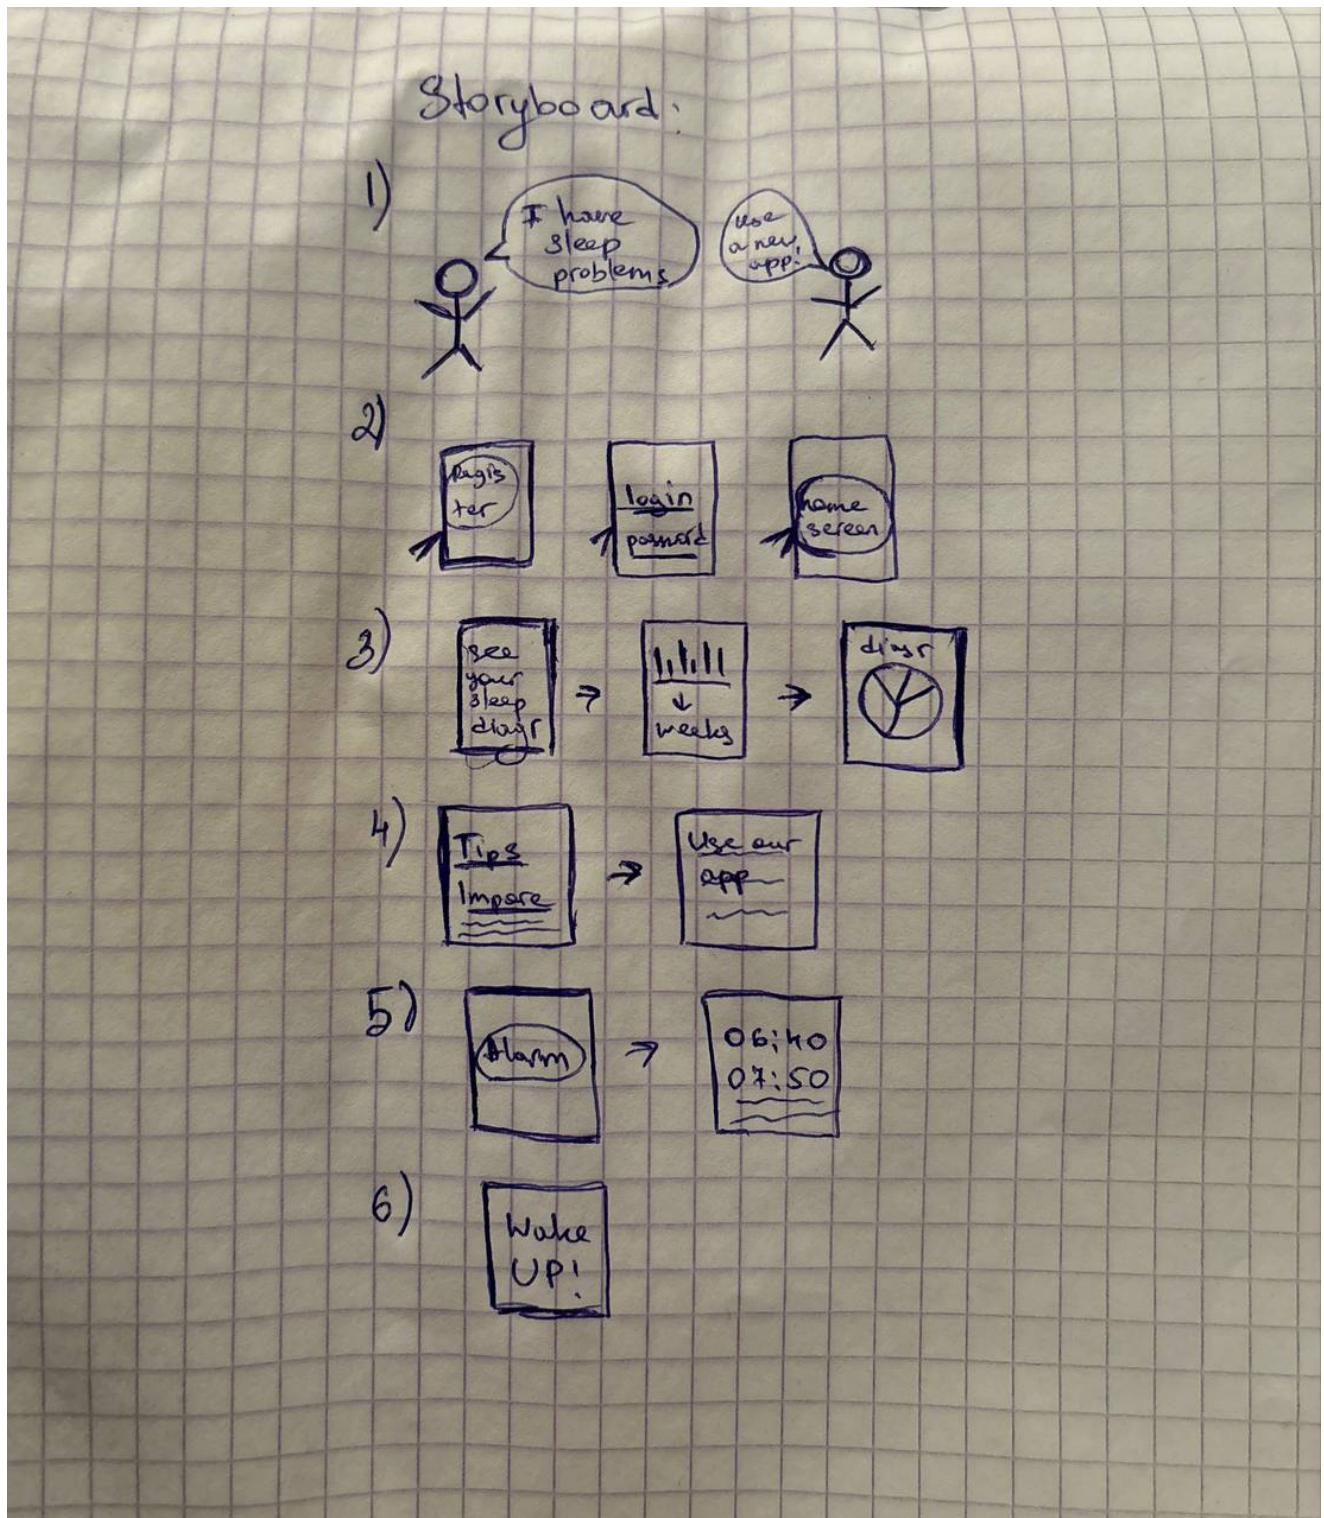 Storyboard:
1)
I have
sleep
problems
use
a new
app!
2)
Regis
ter
login
password
home
screen
3)
see
your
sleep
diagr
weeks
diagr
4)
Tips
Impore
Use our
app
5)
Alarm
06:40
07:50
6)
Wake
UP!